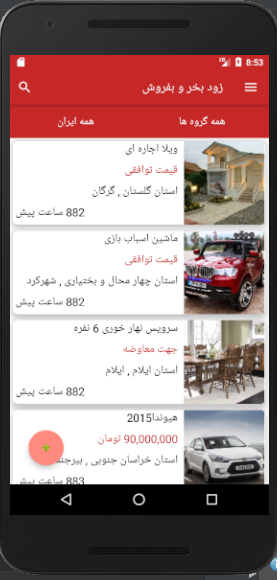 8:53
زود بخر و بفروش
همه گروه ها
همه ایران
ویلا اجاره ای
قیمت توافقی
استان گلستان , گرگان
882 ساعت پیش
ماشین اسباب بازی
قیمت توافقی
استان چهار محال و بختیاری , شهرکرد
882 ساعت پیش
سرویس نهار خوری 6 نفره
جهت معاوضه
استان ایلام , ایلام
882 ساعت پیش
هیوندا2015
90,000,000 تومان
استان خراسان جنوبی , بیرجند
883 ساعت پیش